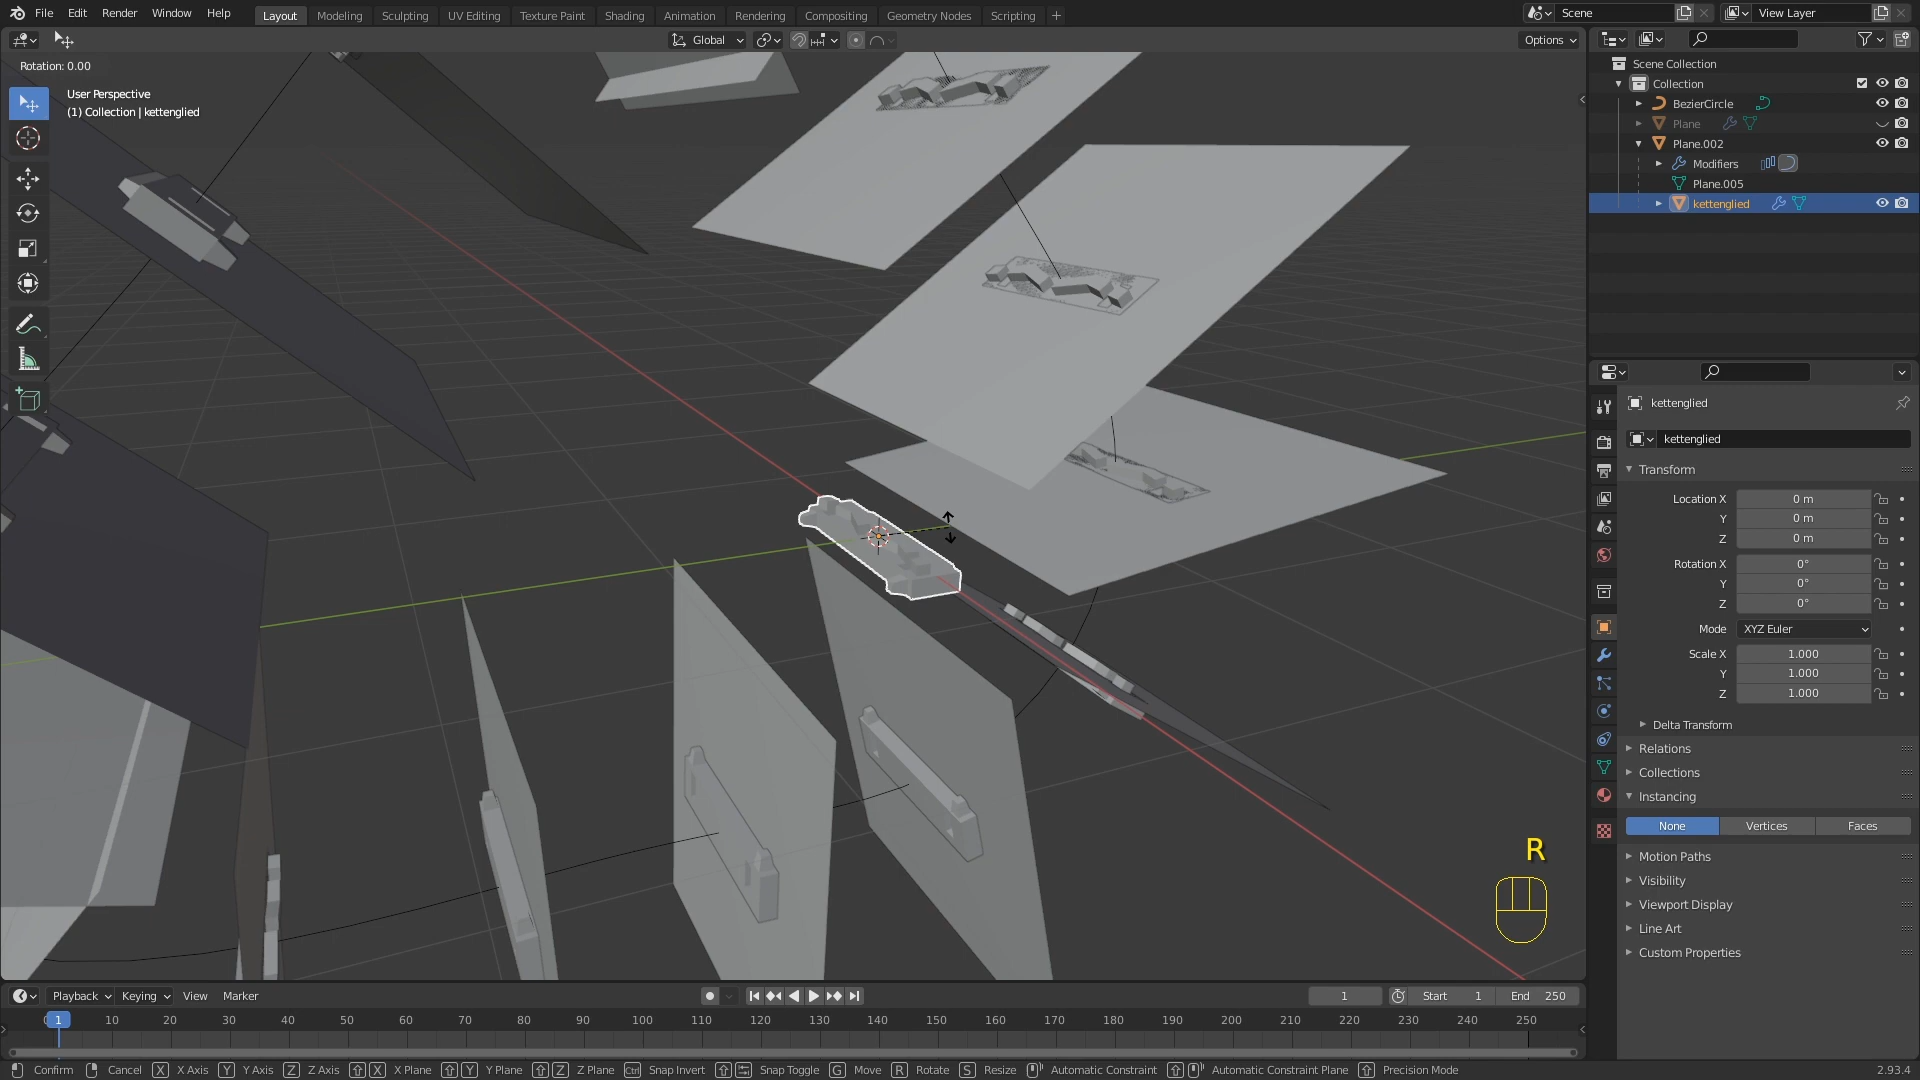 File Edit Render Window Help Layout Modeling Sculpting UV Editing Texture Paint Shading Animation Rendering Compositing Geometry Nodes Scripting + Scene View Layer
Global Options
Rotation: 0.00
User Perspective
(1) Collection | kettenglied
Scene Collection
Collection
BezierCircle
Plane
Plane.002
Modifiers
Plane.005
kettenglied
kettenglied
kettenglied
Transform
Location X 0 m
Y 0 m
Z 0 m
Rotation X 0°
Y 0°
Z 0°
Mode XYZ Euler
Scale X 1.000
Y 1.000
Z 1.000
Delta Transform
Relations
Collections
Instancing
None Vertices Faces
Motion Paths
Visibility
Viewport Display
Line Art
Custom Properties
R
Playback Keying View Marker 1 Start 1 End 250
1 10 20 30 40 50 60 70 80 90 100 110 120 130 140 150 160 170 180 190 200 210 220 230 240 250
Confirm Cancel X X Axis Y Y Axis Z Z Axis X X Plane Y Y Plane Z Z Plane Ctrl Snap Invert Snap Toggle G Move R Rotate S Resize Automatic Constraint Automatic Constraint Plane Precision Mode 2.93.4